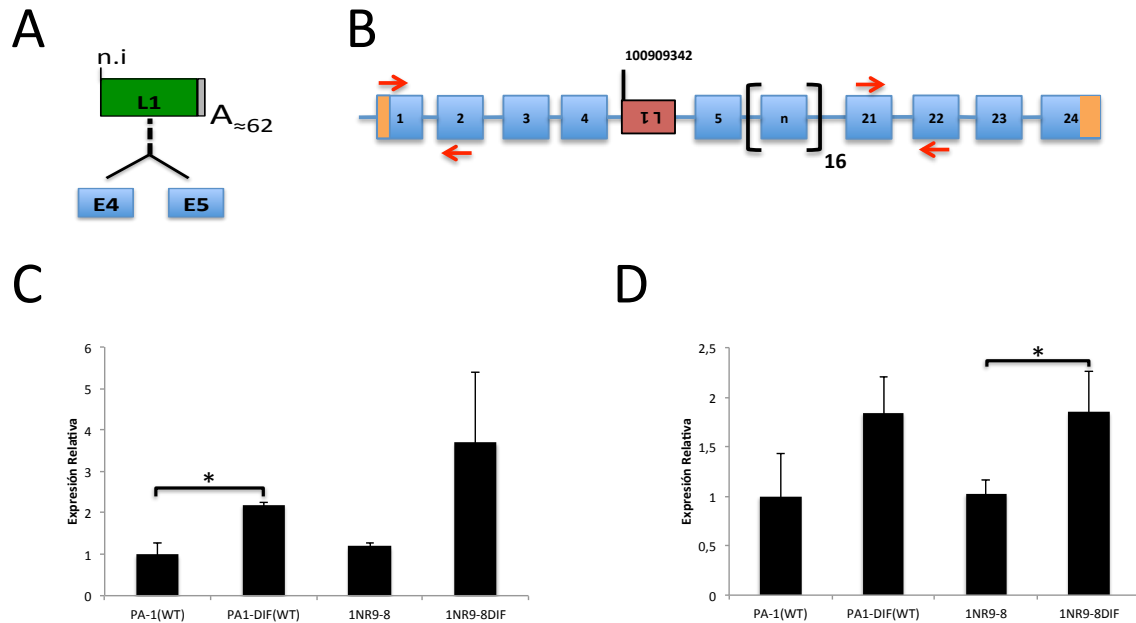 A
n.i
L1
A≈62
E4 E5
B
100909342
1 2 3 4 L1 5 n 21 22 23 24
16
C
6
5
4
3
2
1
0
Expresión Relativa
*
PA-1(WT) PA1-DIF(WT) 1NR9-8 1NR9-8DIF
D
2,5
2
1,5
1
0,5
0
Expresión Relativa
*
PA-1(WT) PA1-DIF(WT) 1NR9-8 1NR9-8DIF